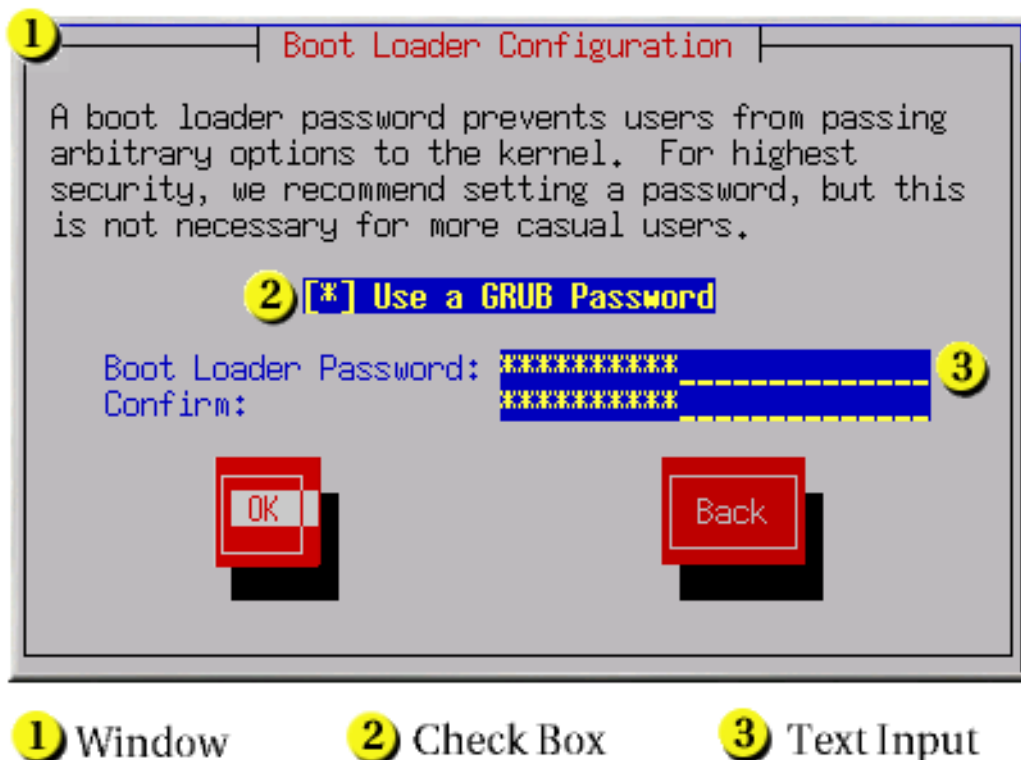 1
Boot Loader Configuration
A boot loader password prevents users from passing
arbitrary options to the kernel.  For highest
security, we recommend setting a password, but this
is not necessary for more casual users.
2 [*] Use a GRUB Password
Boot Loader Password: ********** 3
Confirm: **********
OK Back
1 Window 2 Check Box 3 Text Input